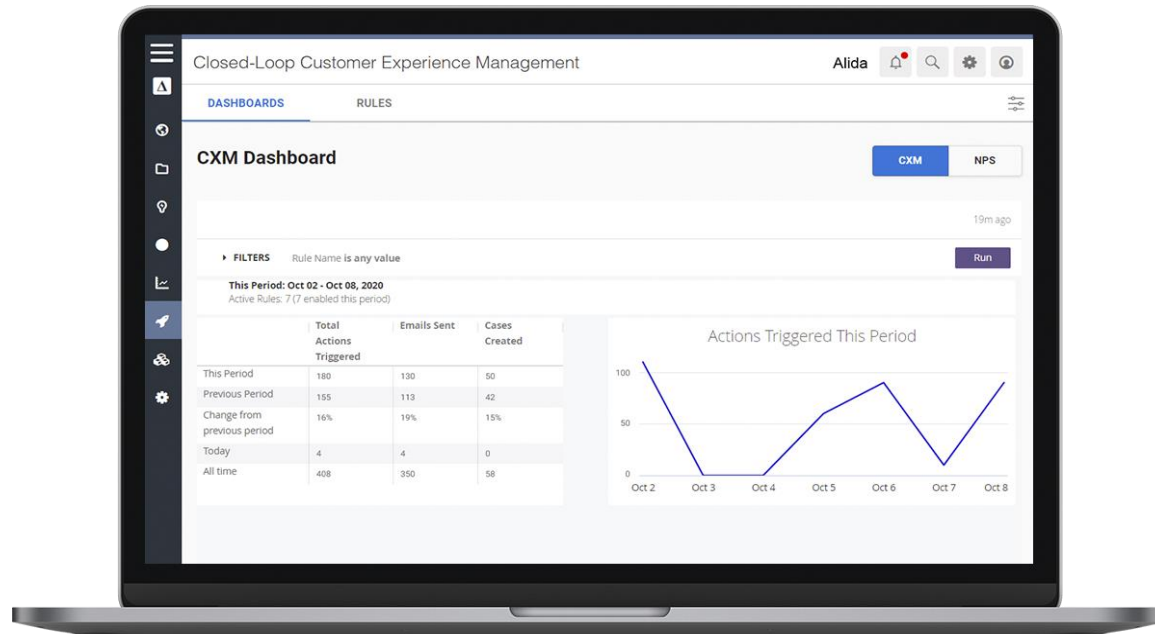 Closed-Loop Customer Experience Management
Alida
DASHBOARDS RULES
CXM Dashboard
CXM NPS
19m ago
FILTERS Rule Name is any value
Run
This Period: Oct 02 - Oct 08, 2020
Active Rules: 7 (7 enabled this period)
Total Actions Triggered Emails Sent Cases Created
This Period 180 130 50
Previous Period 155 113 42
Change from previous period 16% 19% 15%
Today 4 4 0
All time 408 350 58
Actions Triggered This Period
100
50
0
Oct 2 Oct 3 Oct 4 Oct 5 Oct 6 Oct 7 Oct 8